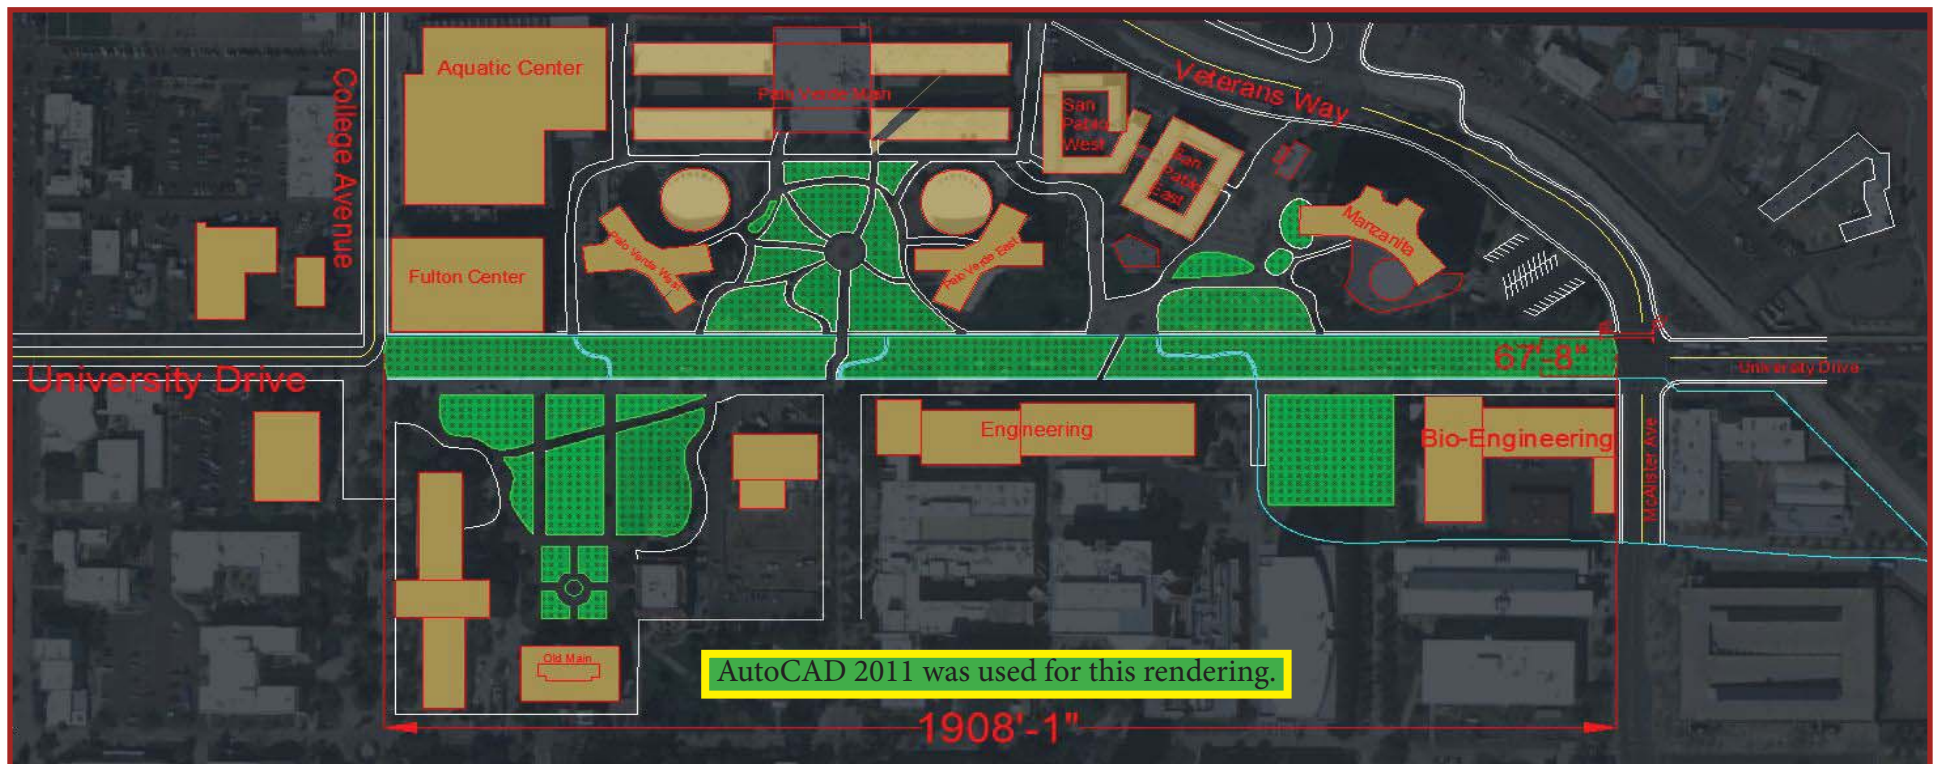 Aquatic Center
College Avenue
Palo Verde Main
San
Pablo
West
San
Pablo
East
Veterans Way
Manzanita
Palo Verde West
Palo Verde East
Fulton Center
67'-8"
University Drive
University Drive
Engineering
Bio-Engineering
McAlister Ave
Old Main
AutoCAD 2011 was used for this rendering.
1908'-1"